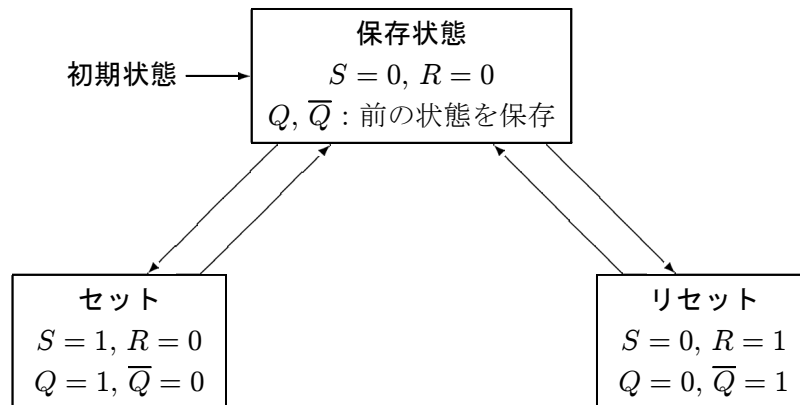 保存状態
初期状態
S = 0, R = 0
Q, Q̅ : 前の状態を保存
セット
S = 1, R = 0
Q = 1, Q̅ = 0
リセット
S = 0, R = 1
Q = 0, Q̅ = 1